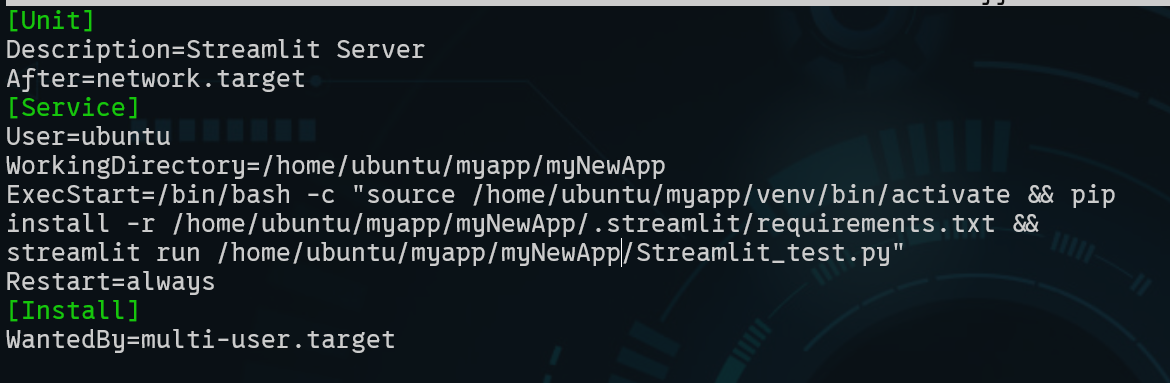 [Unit]
Description=Streamlit Server
After=network.target
[Service]
User=ubuntu
WorkingDirectory=/home/ubuntu/myapp/myNewApp
ExecStart=/bin/bash -c "source /home/ubuntu/myapp/venv/bin/activate && pip
install -r /home/ubuntu/myapp/myNewApp/.streamlit/requirements.txt &&
streamlit run /home/ubuntu/myapp/myNewApp/Streamlit_test.py"
Restart=always
[Install]
WantedBy=multi-user.target